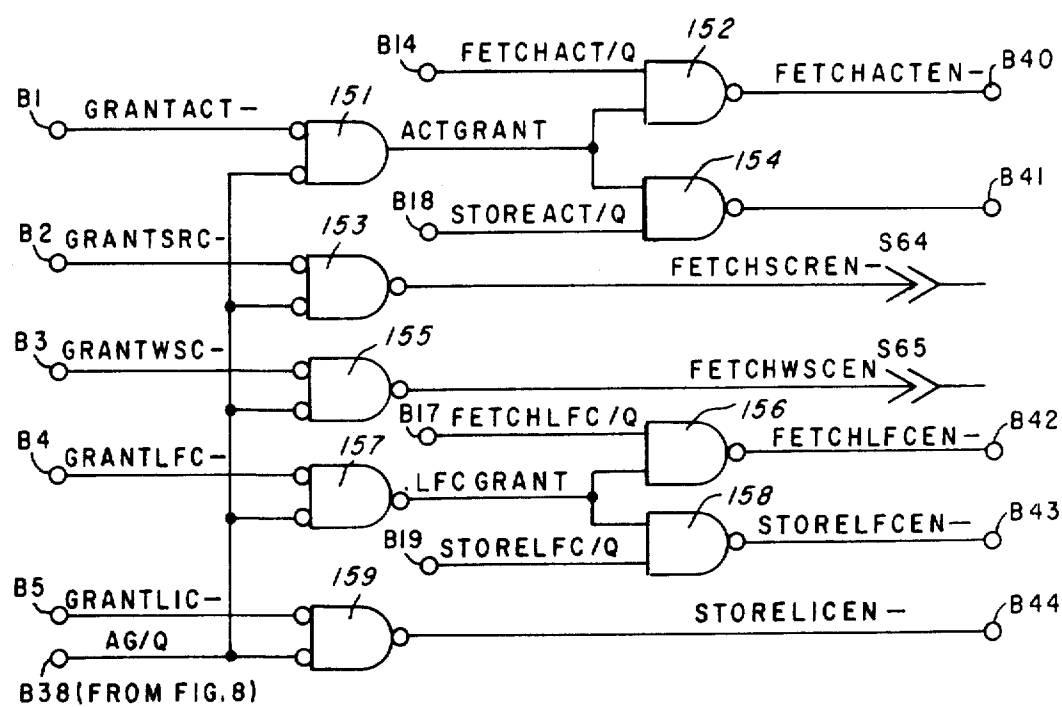 152
B14 FETCHACT/Q
B40
FETCHACTEN-
B1 GRANTACT-
151
ACTGRANT
154
B41
B18 STOREACT/Q
B2 GRANTSRC-
153
S64
FETCHSCREN-
B3 GRANTWSC-
155
S65
FETCHWSCEN
B17 FETCHLFC/Q
156
B42
FETCHLFCEN-
B4 GRANTLFC-
157
.LFCGRANT
158
B43
B19 STORELFC/Q
STORELFCEN-
B5 GRANTLIC-
159
STORELICEN-
B44
AG/Q
B38(FROM FIG.8)